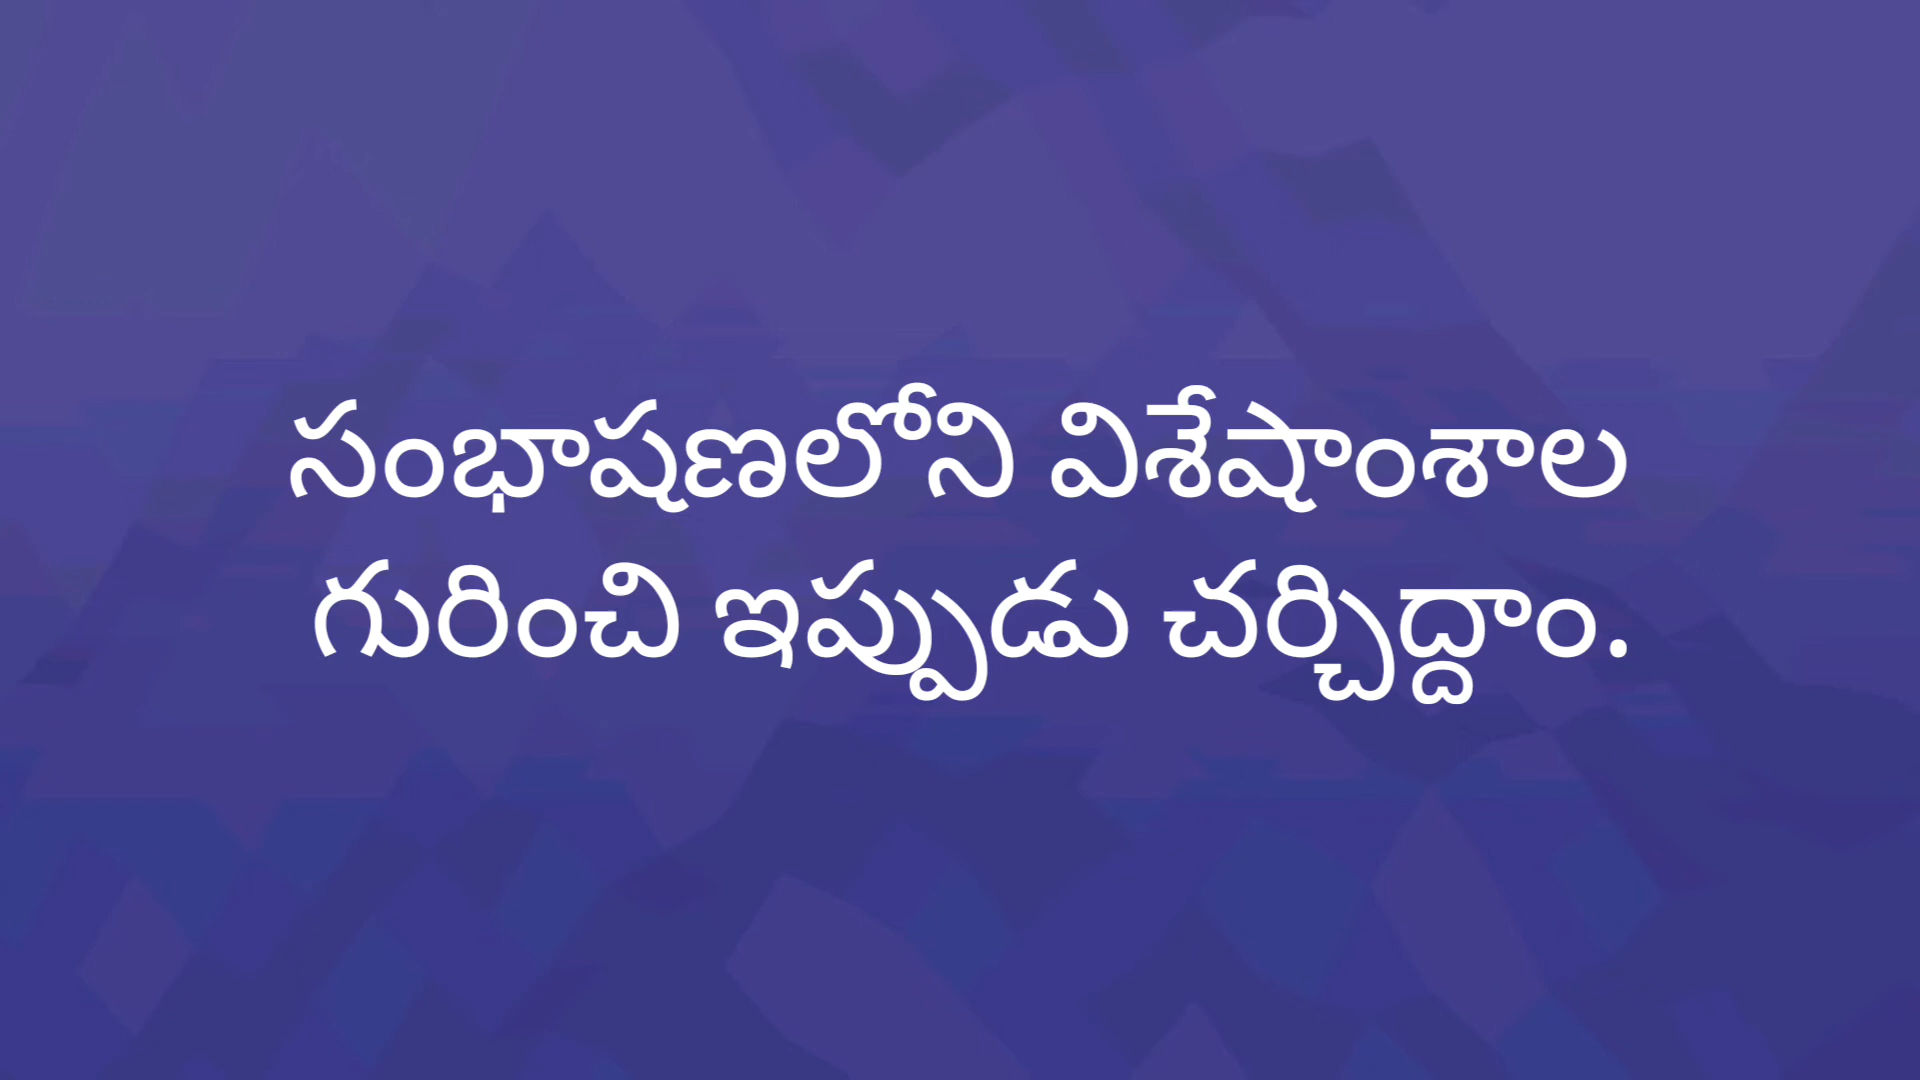 సంభాషణలోని విశేషాంశాల
గురించి ఇప్పుడు చర్చిద్దాం.